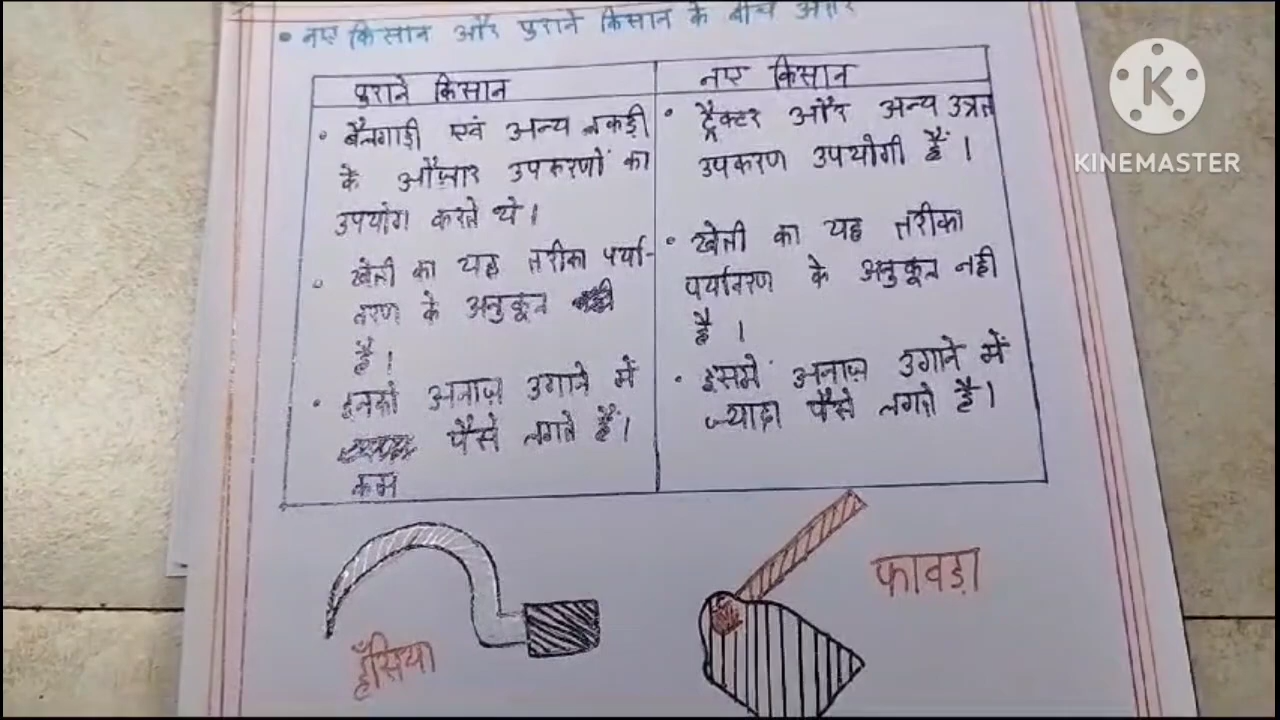 • नए किसान और पुराने किसान के बीच अंतर
पुराने किसान
• बैलगाड़ी एवं अन्य लकड़ी
के औज़ार उपकरणों का
उपयोग करते थे।
• खेती का यह तरीका पर्या-
वरण के अनुकूल
है।
• इनको अनाज़ उगाने में
पैसे लगते हैं।
कम
नए किसान
• ट्रैक्टर और अन्य उन्नत
उपकरण उपयोगी हैं।
• खेती का यह तरीका
पर्यावरण के अनुकूल नही
है।
• इसमें अनाज़ उगाने में
ज्यादा पैसे लगते है।
हँसिया
फावड़ा
KINEMASTER